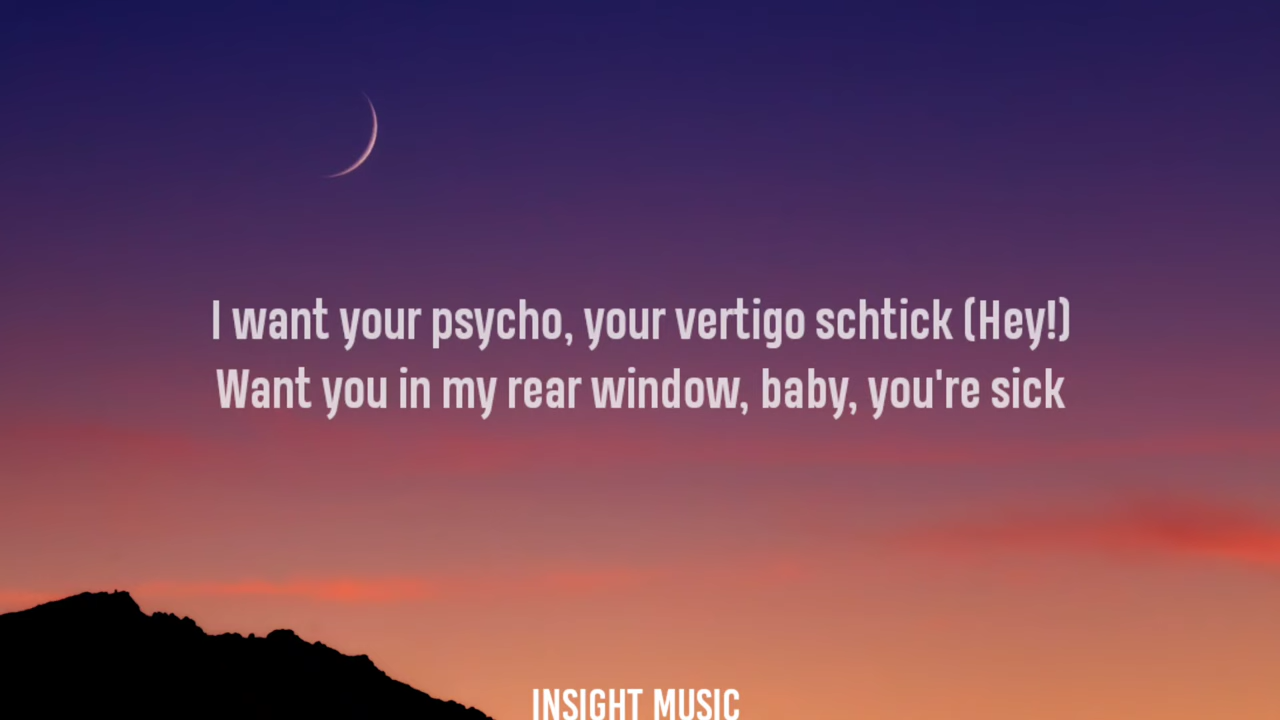 I want your psycho, your vertigo schtick (Hey!)
Want you in my rear window, baby, you're sick
INSIGHT MUSIC